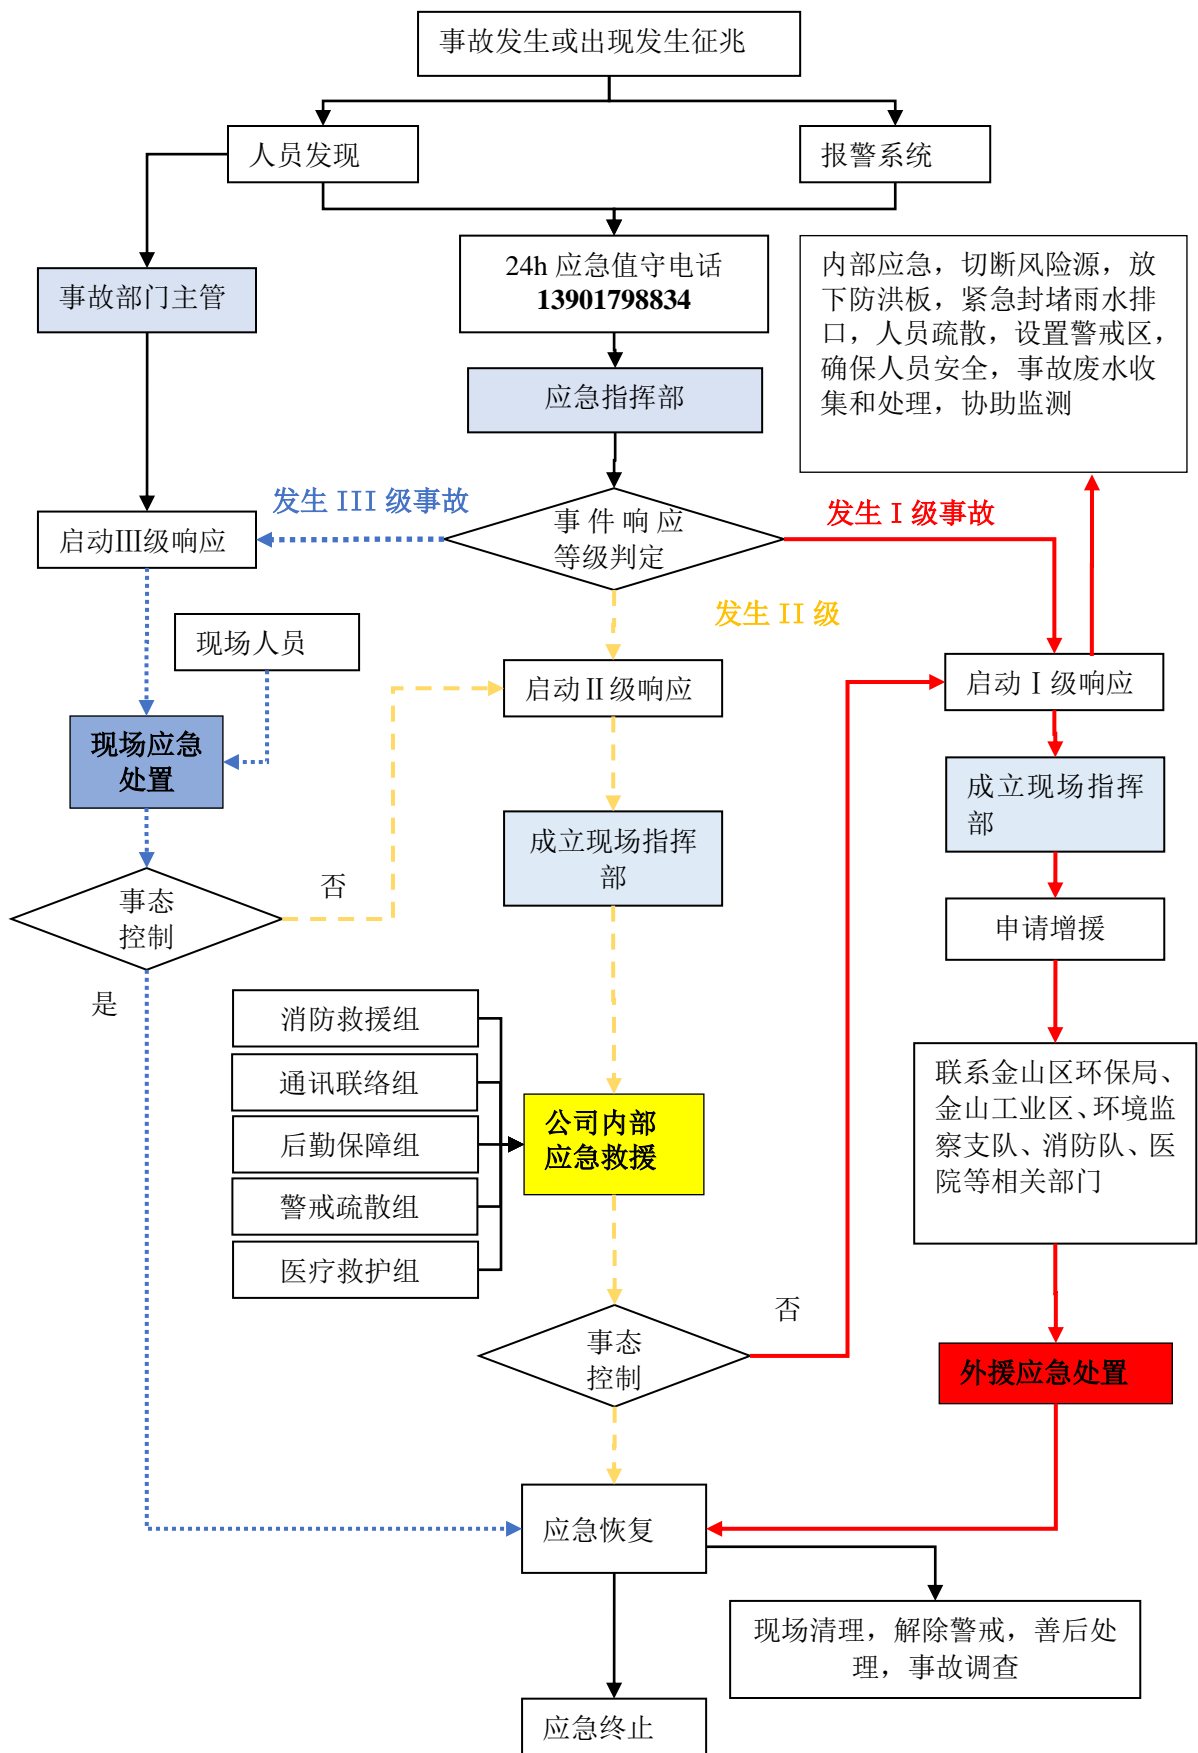 事故发生或出现发生征兆
人员发现
报警系统
24h 应急值守电话
13901798834
内部应急，切断风险源，放
下防洪板，紧急封堵雨水排
口，人员疏散，设置警戒区，
确保人员安全，事故废水收
集和处理，协助监测
事故部门主管
应急指挥部
发生 III 级事故
事件响应
等级判定
发生 I 级事故
启动Ⅲ级响应
发生 II 级
现场人员
启动Ⅱ级响应
启动Ⅰ级响应
现场应急
处置
成立现场指挥
部
成立现场指挥
部
事态
控制
否
申请增援
是
消防救援组
通讯联络组
后勤保障组
警戒疏散组
医疗救护组
公司内部
应急救援
联系金山区环保局、
金山工业区、环境监
察支队、消防队、医
院等相关部门
否
事态
控制
外援应急处置
应急恢复
现场清理，解除警戒，善后处
理，事故调查
应急终止